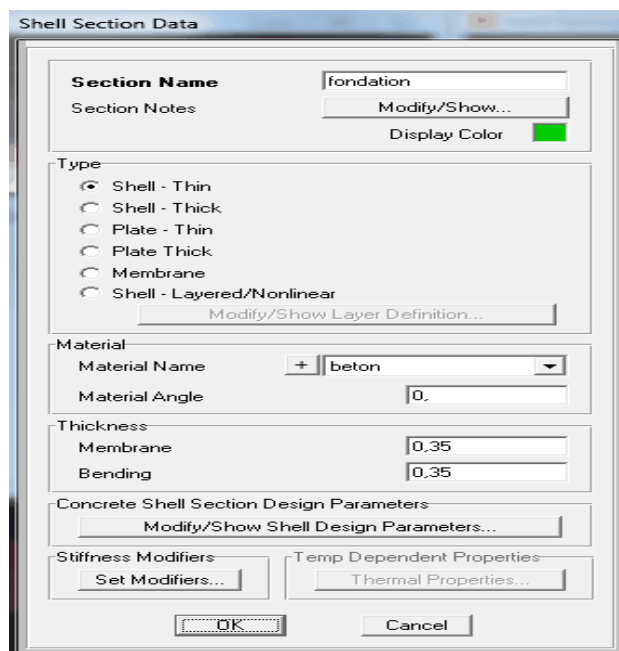 Shell Section Data
Section Name fondation
Section Notes Modify/Show...
Display Color
Type
Shell - Thin
Shell - Thick
Plate - Thin
Plate Thick
Membrane
Shell - Layered/Nonlinear
Modify/Show Layer Definition...
Material
Material Name + beton
Material Angle 0,
Thickness
Membrane 0,35
Bending 0,35
Concrete Shell Section Design Parameters
Modify/Show Shell Design Parameters...
Stiffness Modifiers Temp Dependent Properties
Set Modifiers... Thermal Properties...
OK Cancel